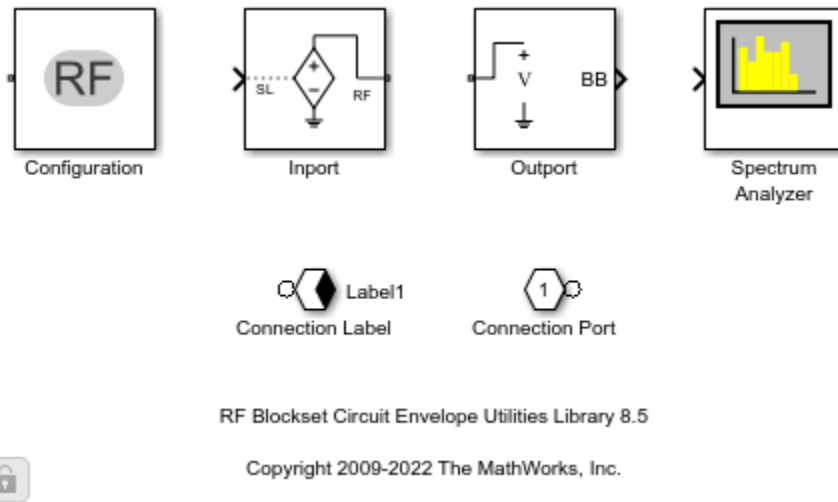 RF
SL
RF
+
−
+
V
BB
Configuration
Inport
Outport
Spectrum
Analyzer
Label1
1
Connection Label
Connection Port
RF Blockset Circuit Envelope Utilities Library 8.5
Copyright 2009-2022 The MathWorks, Inc.